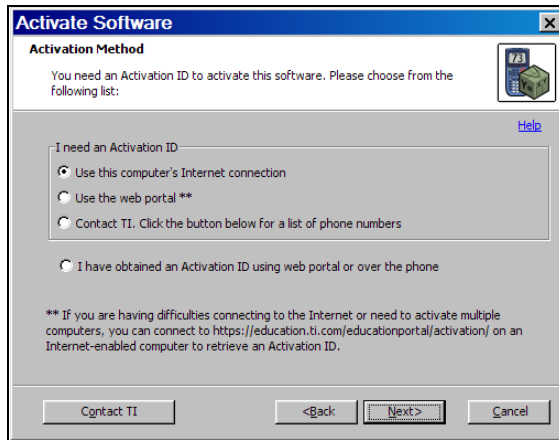 Activate Software
Activation Method
You need an Activation ID to activate this software. Please choose from the
following list:
73
Help
I need an Activation ID
Use this computer's Internet connection
Use the web portal **
Contact TI. Click the button below for a list of phone numbers
I have obtained an Activation ID using web portal or over the phone
** If you are having difficulties connecting to the Internet or need to activate multiple
computers, you can connect to https://education.ti.com/educationportal/activation/ on an
Internet-enabled computer to retrieve an Activation ID.
Contact TI
<Back
Next>
Cancel